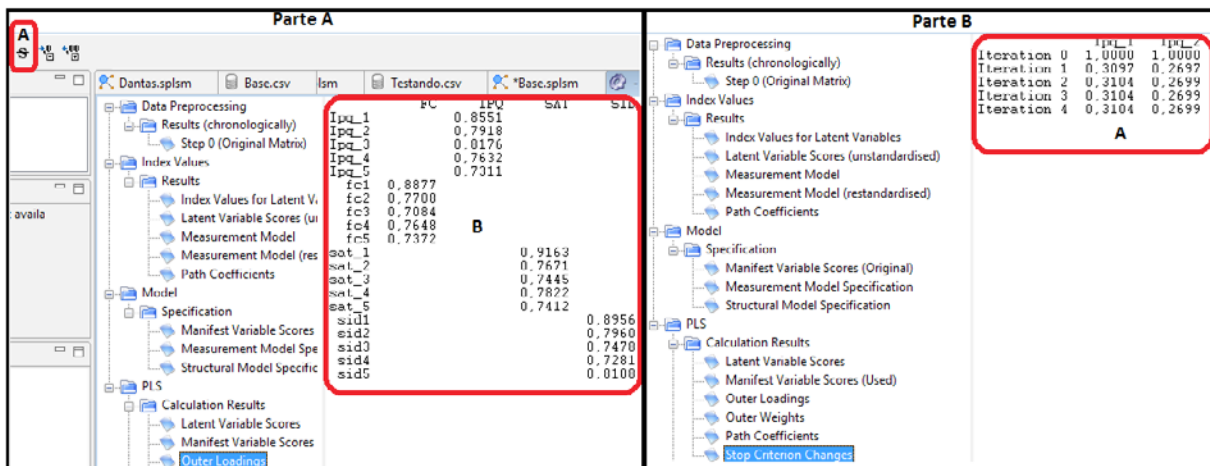 Parte A
A
S
Dantas.splsm
Base.csv
lsm
Testando.csv
*Base.splsm
availa
Data Preprocessing
Results (chronologically)
Step 0 (Original Matrix)
Index Values
Results
Index Values for Latent V
Latent Variable Scores (u
Measurement Model
Measurement Model (res
Path Coefficients
Model
Specification
Manifest Variable Scores
Measurement Model Spe
Structural Model Specific
PLS
Calculation Results
Latent Variable Scores
Manifest Variable Scores
Outer Loadings
FC IPQ SAT SID
Ipq_1 0.8551
Ipq_2 0,7918
Ipq_3 0.0176
Ipq_4 0,7632
Ipq_5 0.7311
fc1 0,8877
fc2 0.7700
fc3 0,7084
fc4 0,7648
fc5 0,7372
sat_1 0,9163
sat_2 0,7671
sat_3 0,7445
sat_4 0,7822
sat_5 0,7412
sid1 0.8956
sid2 0,7960
sid3 0.7470
sid4 0,7281
sid5 0.0100
B
Parte B
Data Preprocessing
Results (chronologically)
Step 0 (Original Matrix)
Index Values
Results
Index Values for Latent Variables
Latent Variable Scores (unstandardised)
Measurement Model
Measurement Model (restandardised)
Path Coefficients
Model
Specification
Manifest Variable Scores (Original)
Measurement Model Specification
Structural Model Specification
PLS
Calculation Results
Latent Variable Scores
Manifest Variable Scores (Used)
Outer Loadings
Outer Weights
Path Coefficients
Stop Criterion Changes
Ipq_1 Ipq_2
Iteration 0 1,0000 1,0000
Iteration 1 0,3097 0,2697
Iteration 2 0,3104 0,2699
Iteration 3 0,3104 0,2699
Iteration 4 0,3104 0,2699
A